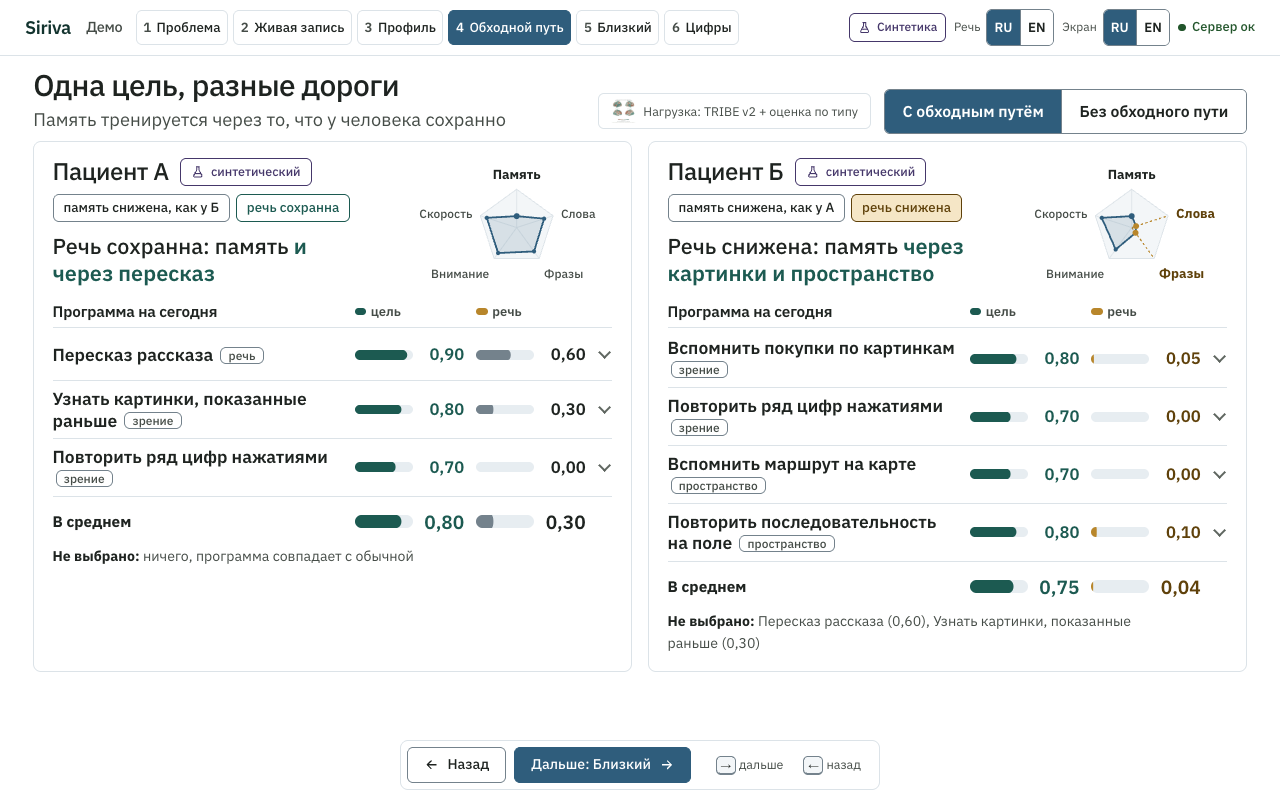 Siriva Демо 1 Проблема 2 Живая запись 3 Профиль 4 Обходной путь 5 Близкий 6 Цифры Синтетика Речь RU EN Экран RU EN Сервер ок
Одна цель, разные дороги
Память тренируется через то, что у человека сохранно
Нагрузка: TRIBE v2 + оценка по типу
С обходным путём Без обходного пути
Пациент А синтетический
память снижена, как у Б речь сохранна
Речь сохранна: память и
через пересказ
Память
Скорость Слова
Внимание Фразы
Программа на сегодня цель речь
Пересказ рассказа речь 0,90 0,60
Узнать картинки, показанные
раньше зрение 0,80 0,30
Повторить ряд цифр нажатиями
зрение 0,70 0,00
В среднем 0,80 0,30
Не выбрано: ничего, программа совпадает с обычной
Пациент Б синтетический
память снижена, как у А речь снижена
Речь снижена: память через
картинки и пространство
Память
Скорость Слова
Внимание Фразы
Программа на сегодня цель речь
Вспомнить покупки по картинкам
зрение 0,80 0,05
Повторить ряд цифр нажатиями
зрение 0,70 0,00
Вспомнить маршрут на карте
пространство 0,70 0,00
Повторить последовательность
на поле пространство 0,80 0,10
В среднем 0,75 0,04
Не выбрано: Пересказ рассказа (0,60), Узнать картинки, показанные
раньше (0,30)
← Назад Дальше: Близкий → → дальше ← назад